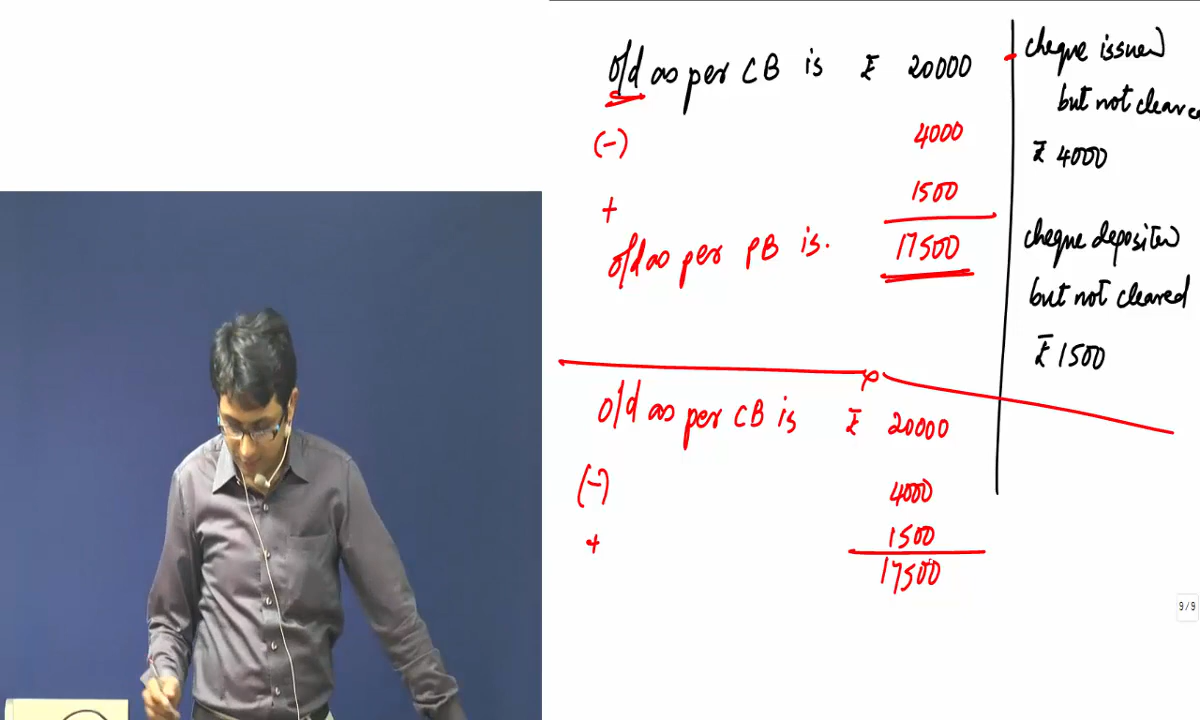 o/d as per CB is ₹ 20000
(-) 4000
+ 1500
o/d as per PB is. 17500
cheque issued
but not cleared
₹ 4000
cheque deposited
but not cleared
₹ 1500
o/d as per CB is ₹ 20000
(-) 4000
+ 1500
17500
9/9